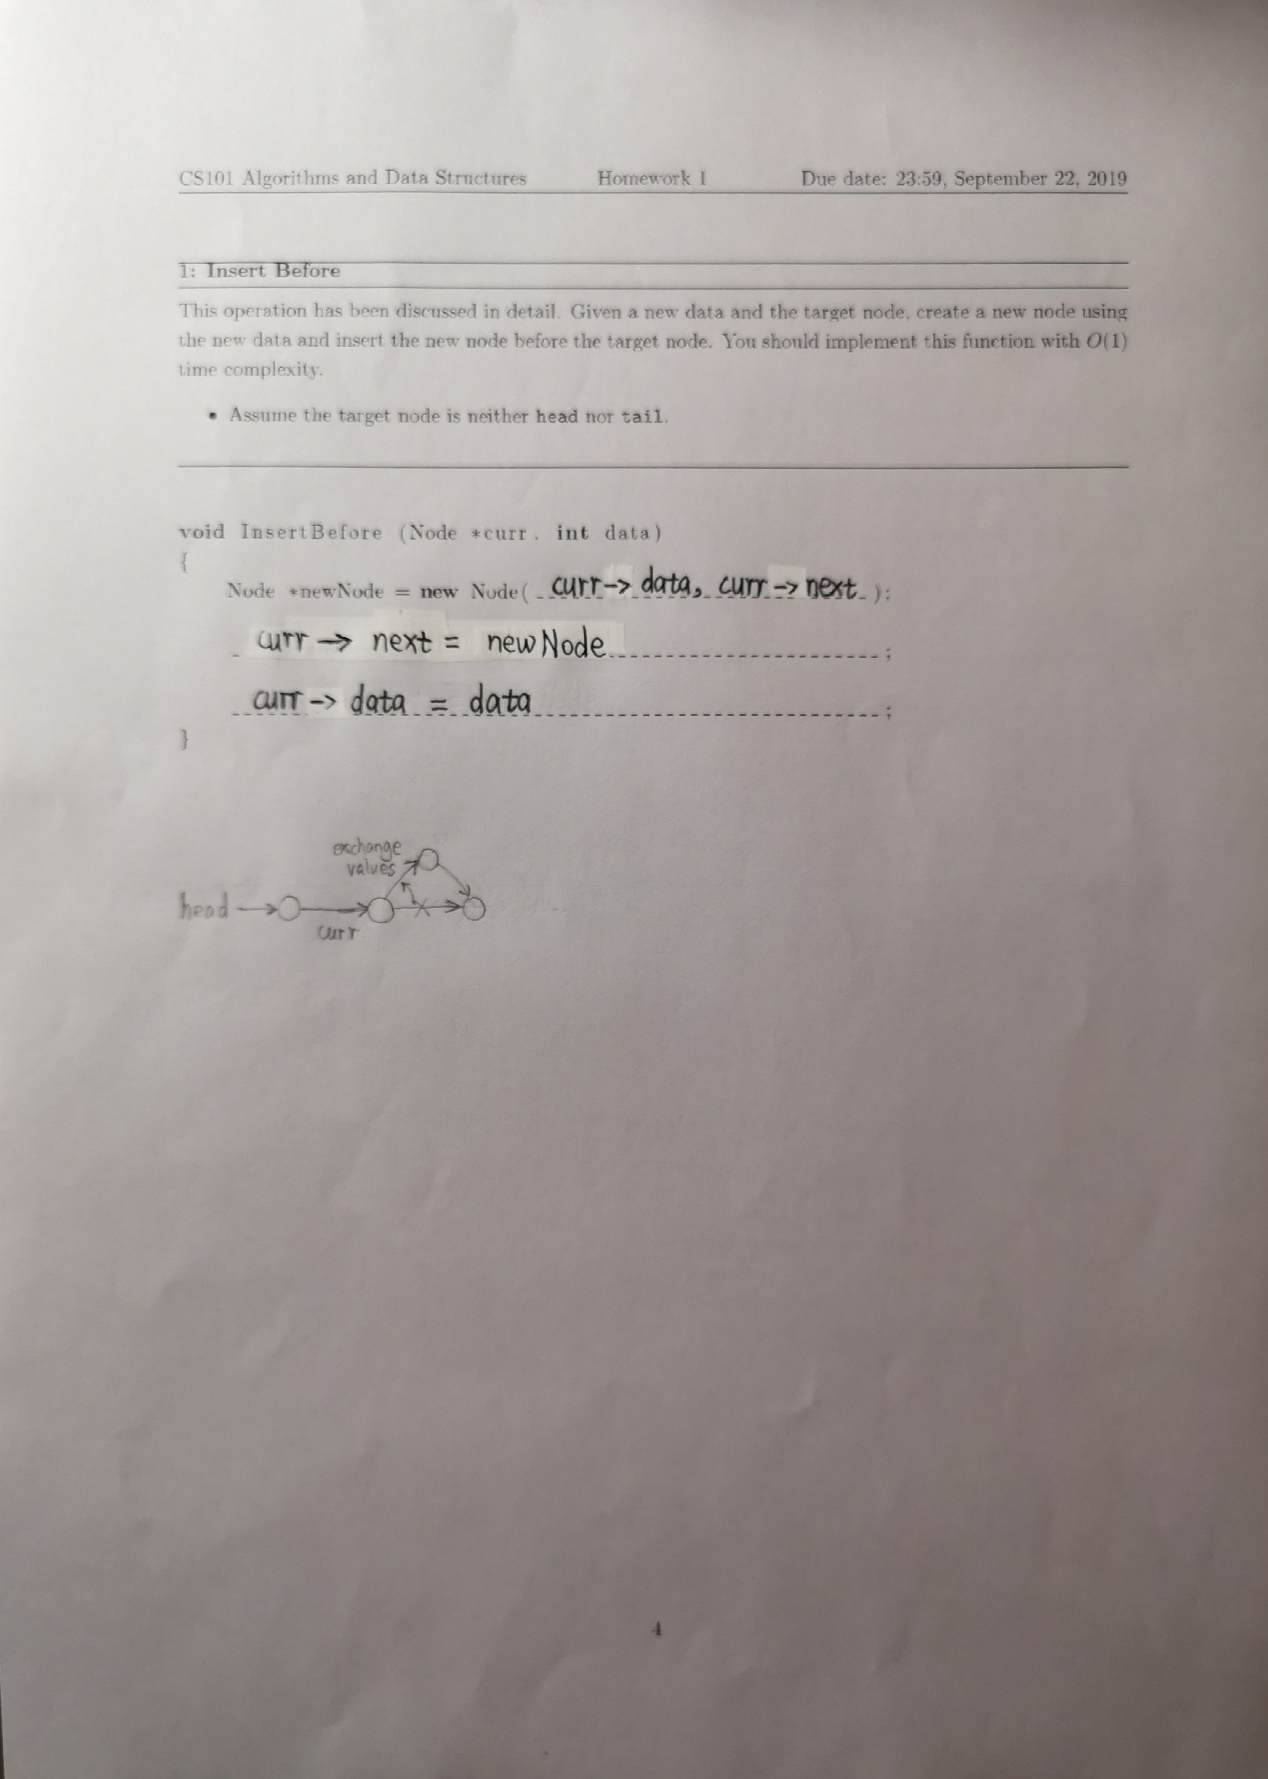 CS101 Algorithms and Data Structures Homework 1 Due date: 23:59, September 22, 2019
1: Insert Before
This operation has been discussed in detail. Given a new data and the target node, create a new node using
the new data and insert the new node before the target node. You should implement this function with O(1)
time complexity.
• Assume the target node is neither head nor tail.
void InsertBefore (Node *curr, int data)
{
Node *newNode = new Node( curr-> data, curr -> next );
curr -> next = newNode ;
curr -> data = data ;
}
exchange
values
head
curr
4